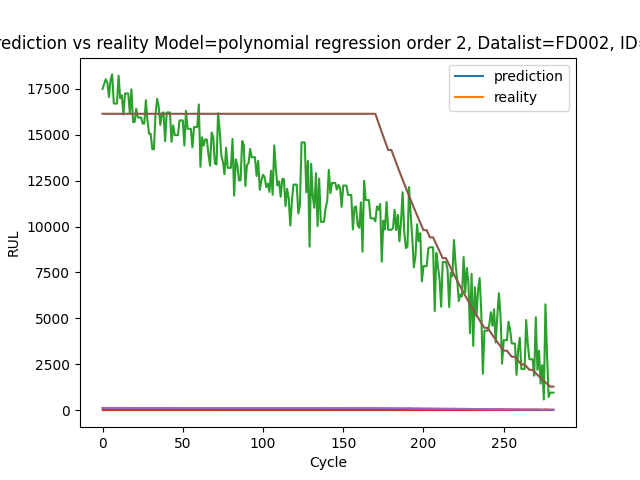 rediction vs reality Model=polynomial regression order 2, Datalist=FD002, ID=
prediction
reality
17500
15000
12500
10000
7500
5000
2500
0
RUL
0 50 100 150 200 250
Cycle